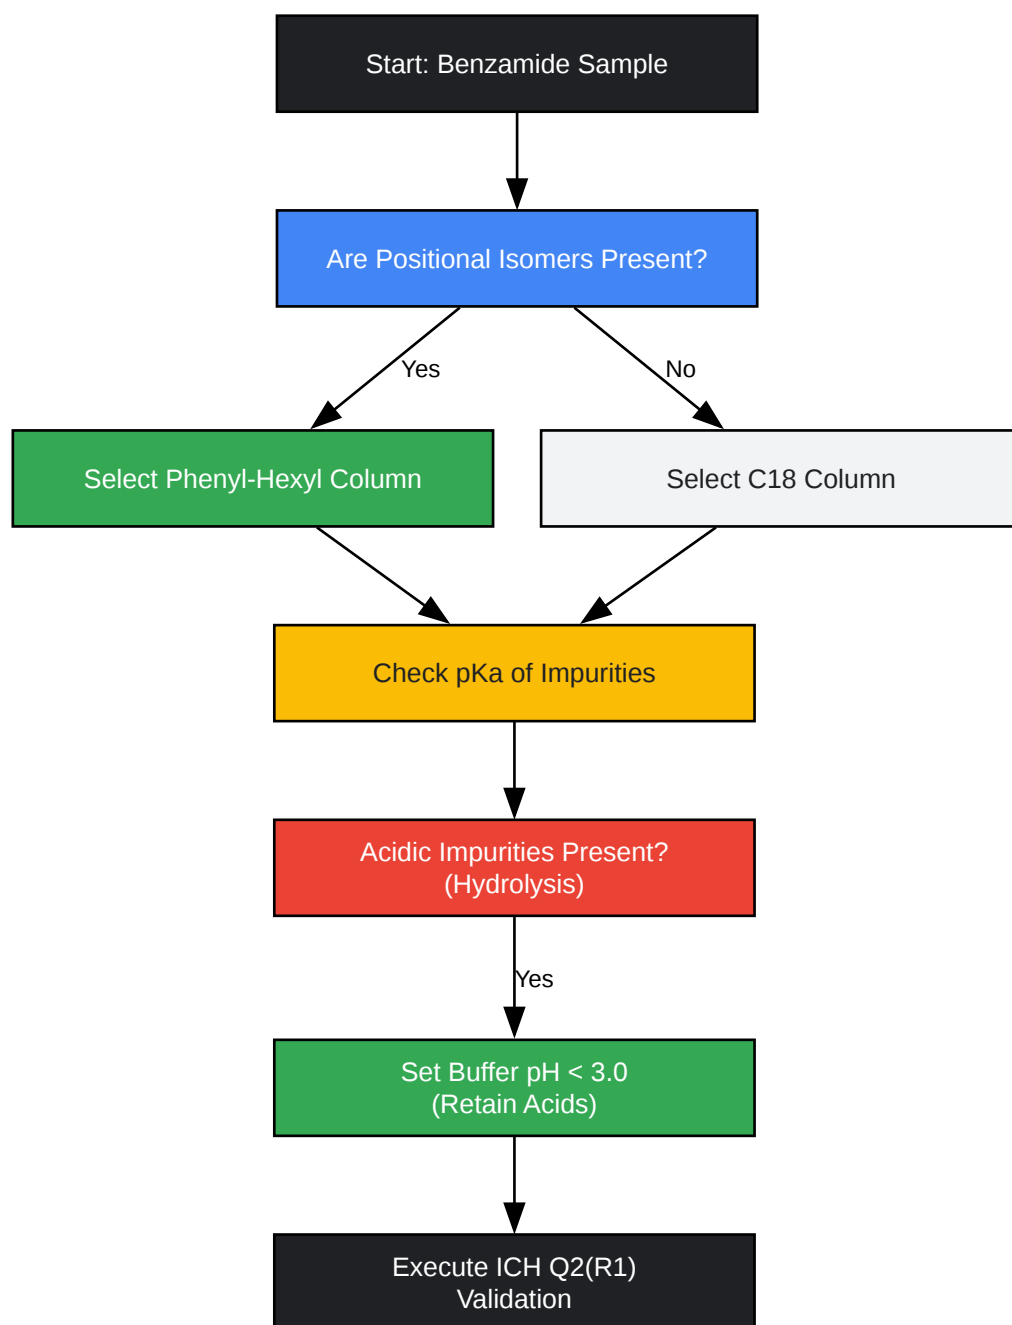 Start: Benzamide Sample
Are Positional Isomers Present?
Yes
No
Select Phenyl-Hexyl Column
Select C18 Column
Check pKa of Impurities
Acidic Impurities Present?
(Hydrolysis)
Yes
Set Buffer pH < 3.0
(Retain Acids)
Execute ICH Q2(R1)
Validation